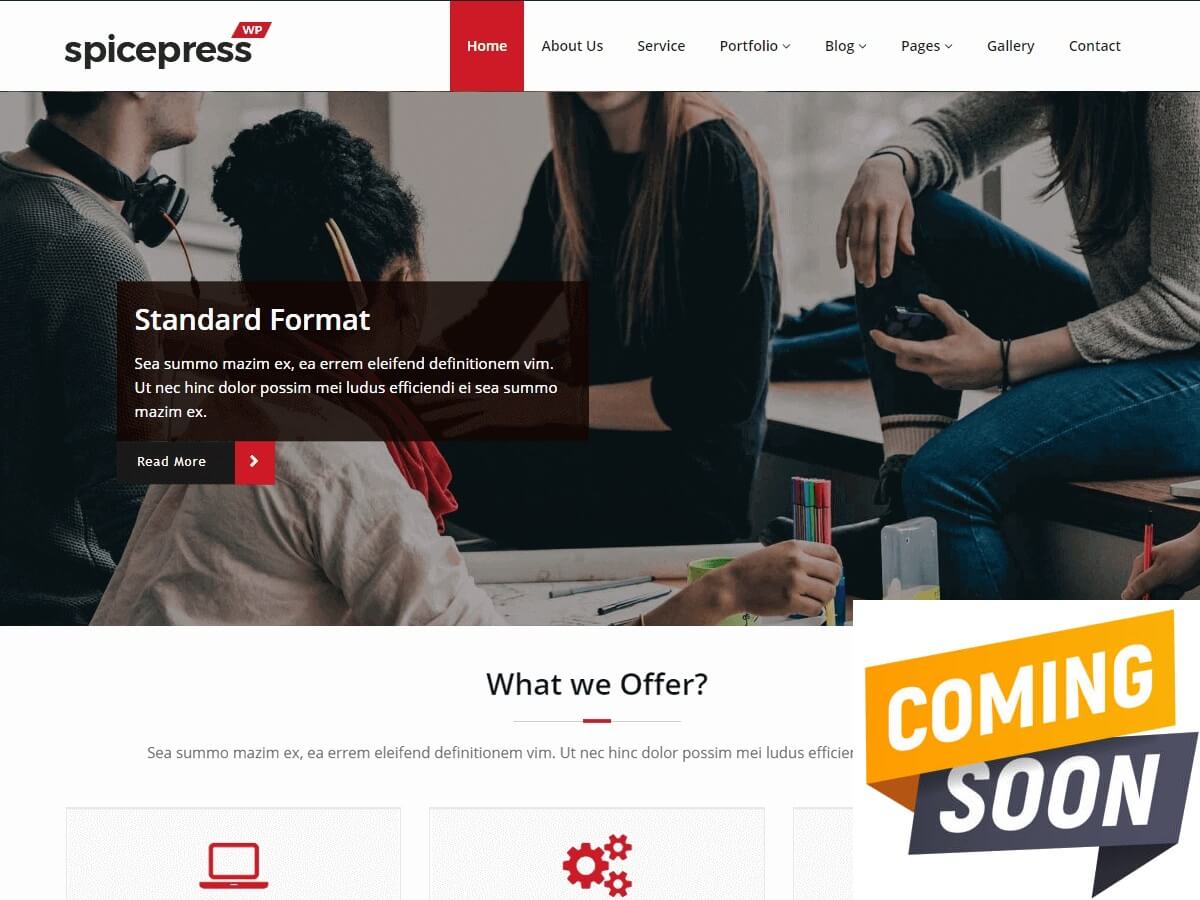 WP
spicepress
Home About Us Service Portfolio Blog Pages Gallery Contact
Standard Format
Sea summo mazim ex, ea errem eleifend definitionem vim.
Ut nec hinc dolor possim mei ludus efficiendi ei sea summo
mazim ex.
Read More
What we Offer?
Sea summo mazim ex, ea errem eleifend definitionem vim. Ut nec hinc dolor possim mei ludus
COMING
SOON